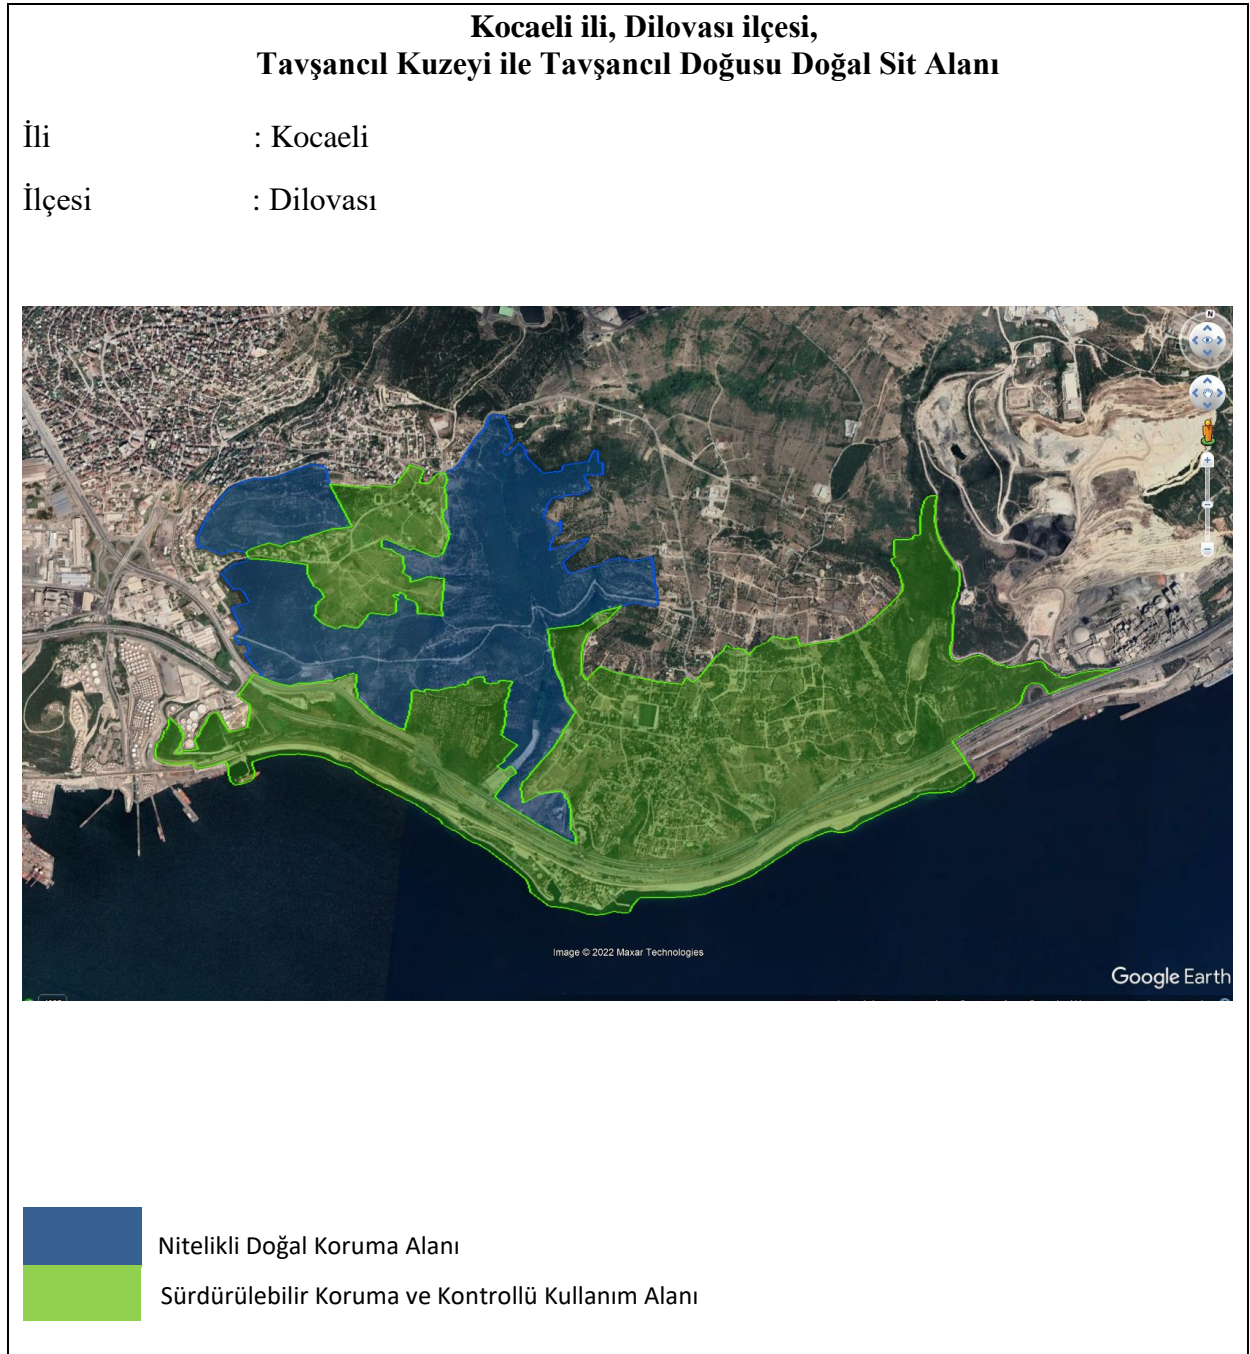 Kocaeli ili, Dilovası ilçesi,
Tavşancıl Kuzeyi ile Tavşancıl Doğusu Doğal Sit Alanı
İli : Kocaeli
İlçesi : Dilovası
N
Image © 2022 Maxar Technologies
Google Earth
Nitelikli Doğal Koruma Alanı
Sürdürülebilir Koruma ve Kontrollü Kullanım Alanı